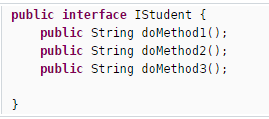 public interface IStudent {
    public String doMethod1();
    public String doMethod2();
    public String doMethod3();
}